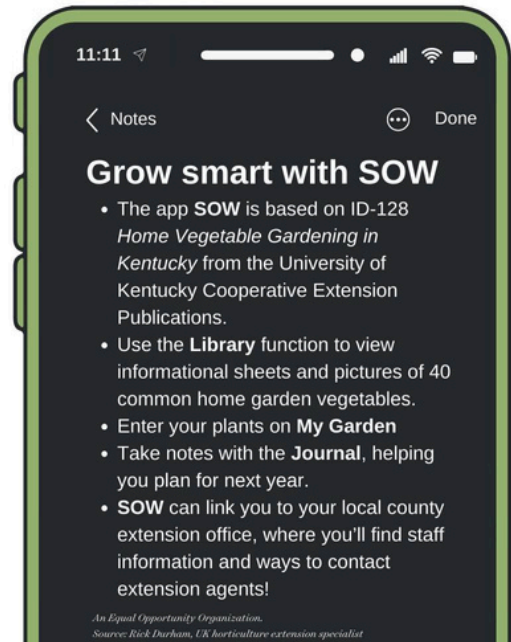 11:11
Notes
Done
Grow smart with SOW
• The app SOW is based on ID-128
Home Vegetable Gardening in
Kentucky from the University of
Kentucky Cooperative Extension
Publications.
• Use the Library function to view
informational sheets and pictures of 40
common home garden vegetables.
• Enter your plants on My Garden
• Take notes with the Journal, helping
you plan for next year.
• SOW can link you to your local county
extension office, where you'll find staff
information and ways to contact
extension agents!
An Equal Opportunity Organization.
Source: Rick Durham, UK horticulture extension specialist